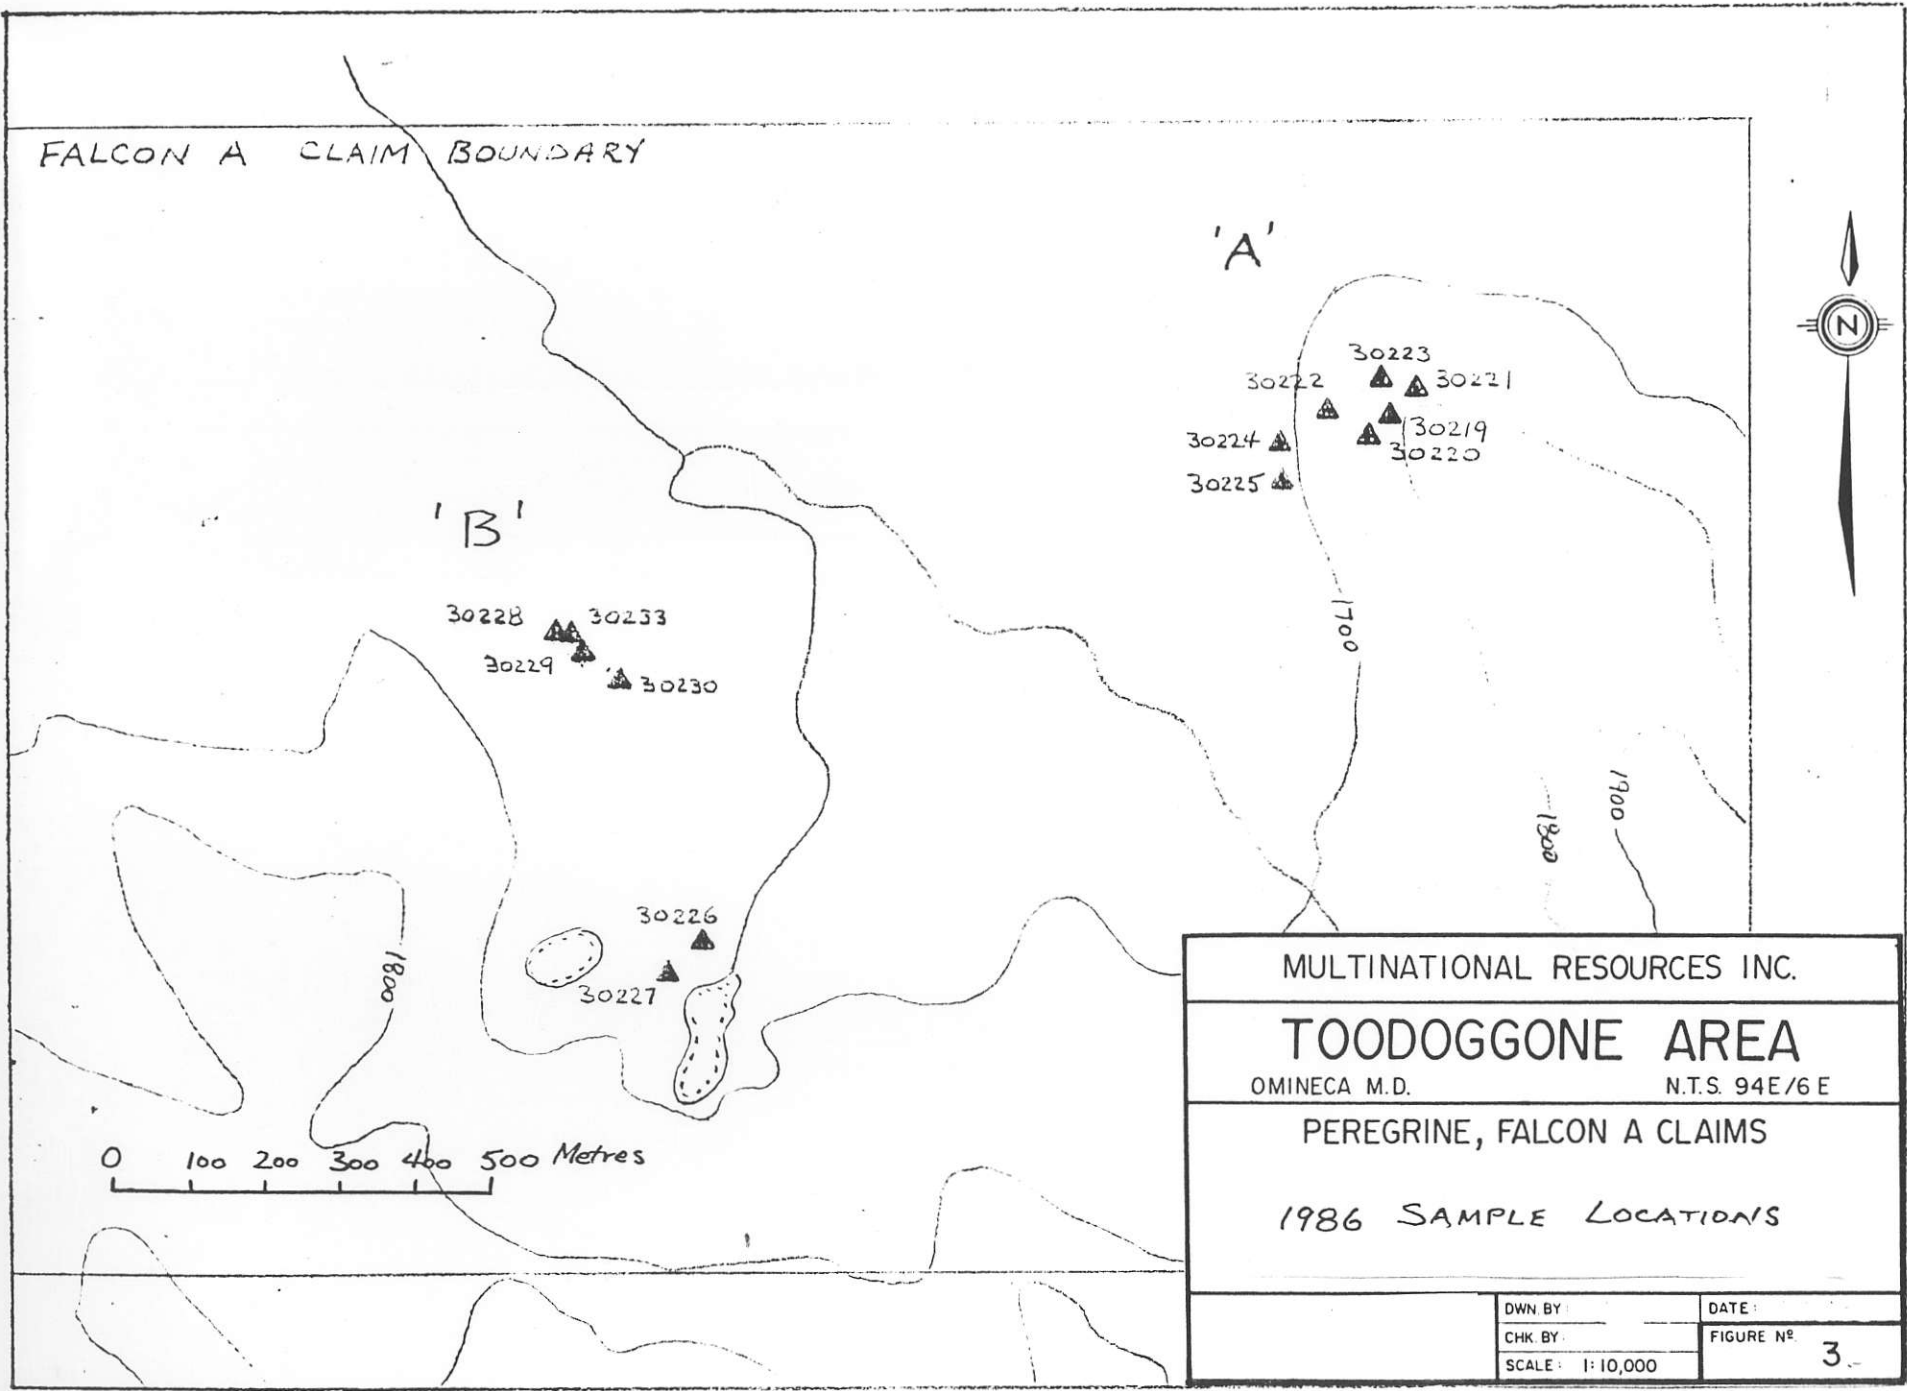 FALCON A CLAIM BOUNDARY
'A'
N
30223
30222
30221
30219
30224
30220
30225
'B'
1700
30228
30233
30229
30230
1900
1800
30226
1800
30227
0 100 200 300 400 500 Metres
MULTINATIONAL RESOURCES INC.
TOODOGGONE AREA
OMINECA M.D. N.T.S. 94E/6E
PEREGRINE, FALCON A CLAIMS
1986 SAMPLE LOCATIONS
DWN. BY:
DATE:
CHK. BY:
FIGURE Nº 3
SCALE: 1:10,000